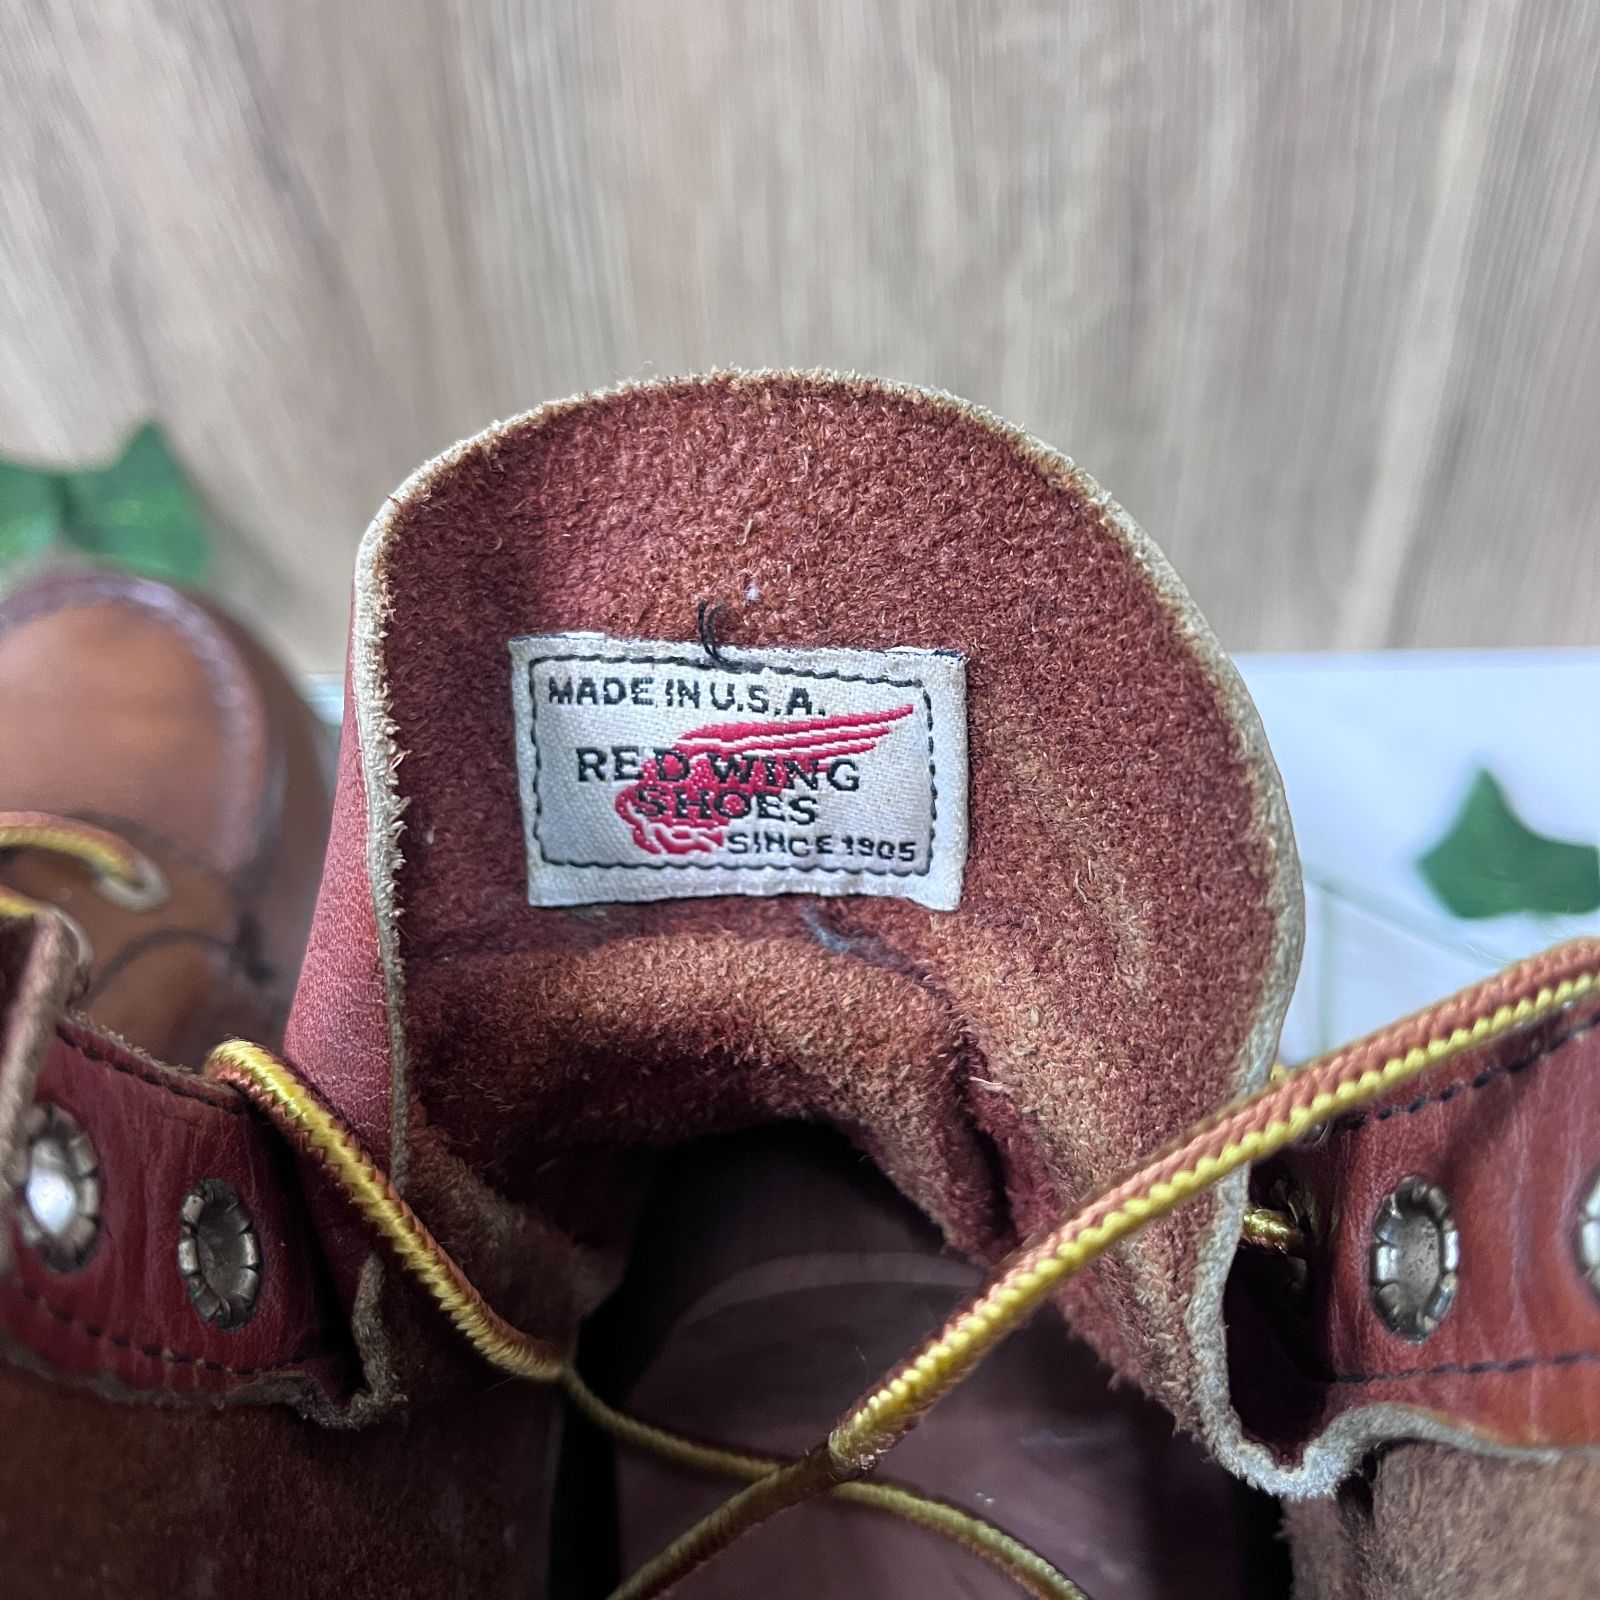 MADE IN U.S.A.
RED WING
SHOES
SINCE 1905